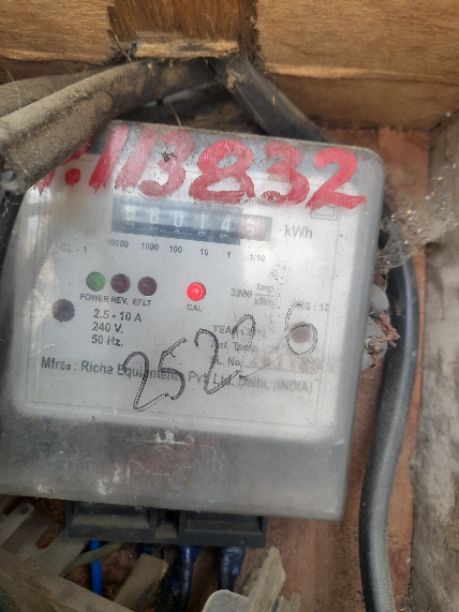 113832
kWh
CL-1 10000 1000 100 10 1 1/10
POWER REV. E/F LT CAL 3200 imp/kWh
2.5 - 10 A
240 V.
50 Hz.
25226
Mfrs: Richa Equipments Pvt. Ltd. Delhi, (INDIA)